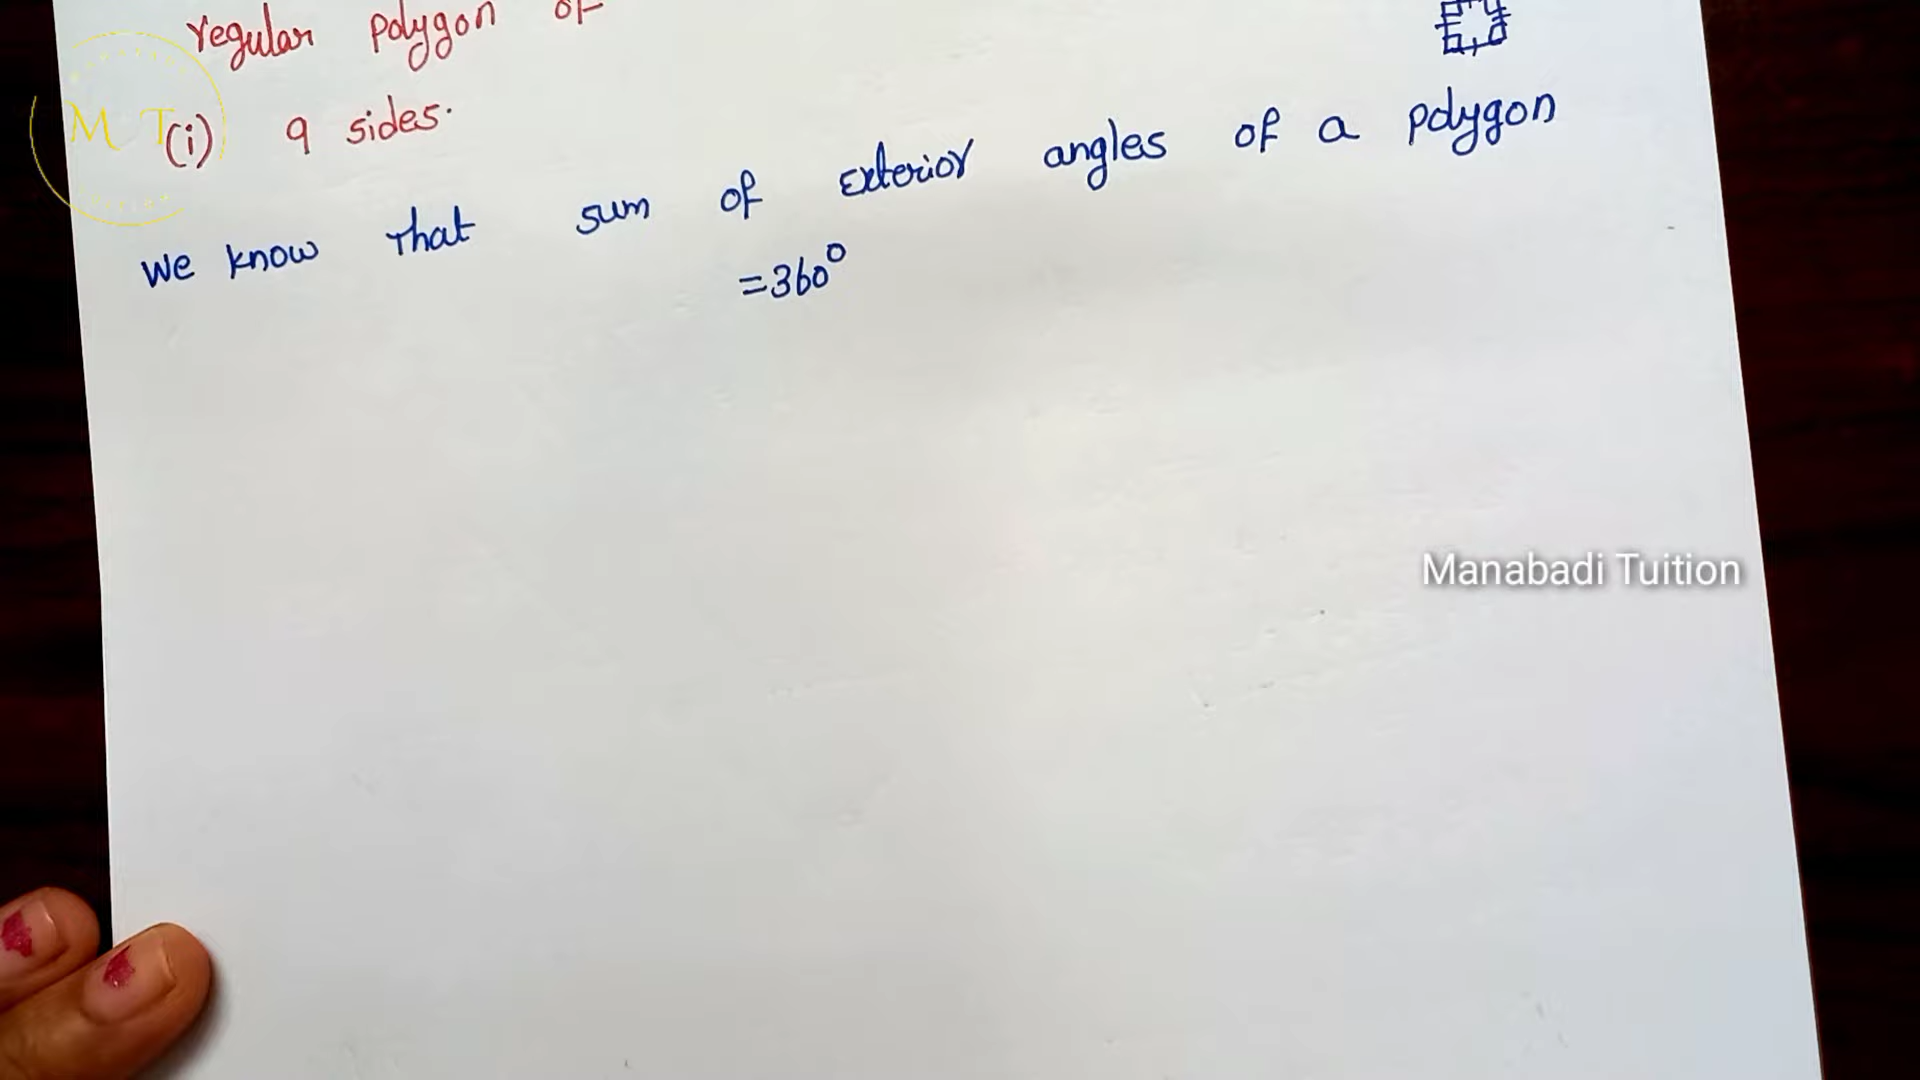 regular polygon of
M T
(i) 9 sides.
we know that sum of exterior angles of a polygon
=360°
Manabadi Tuition